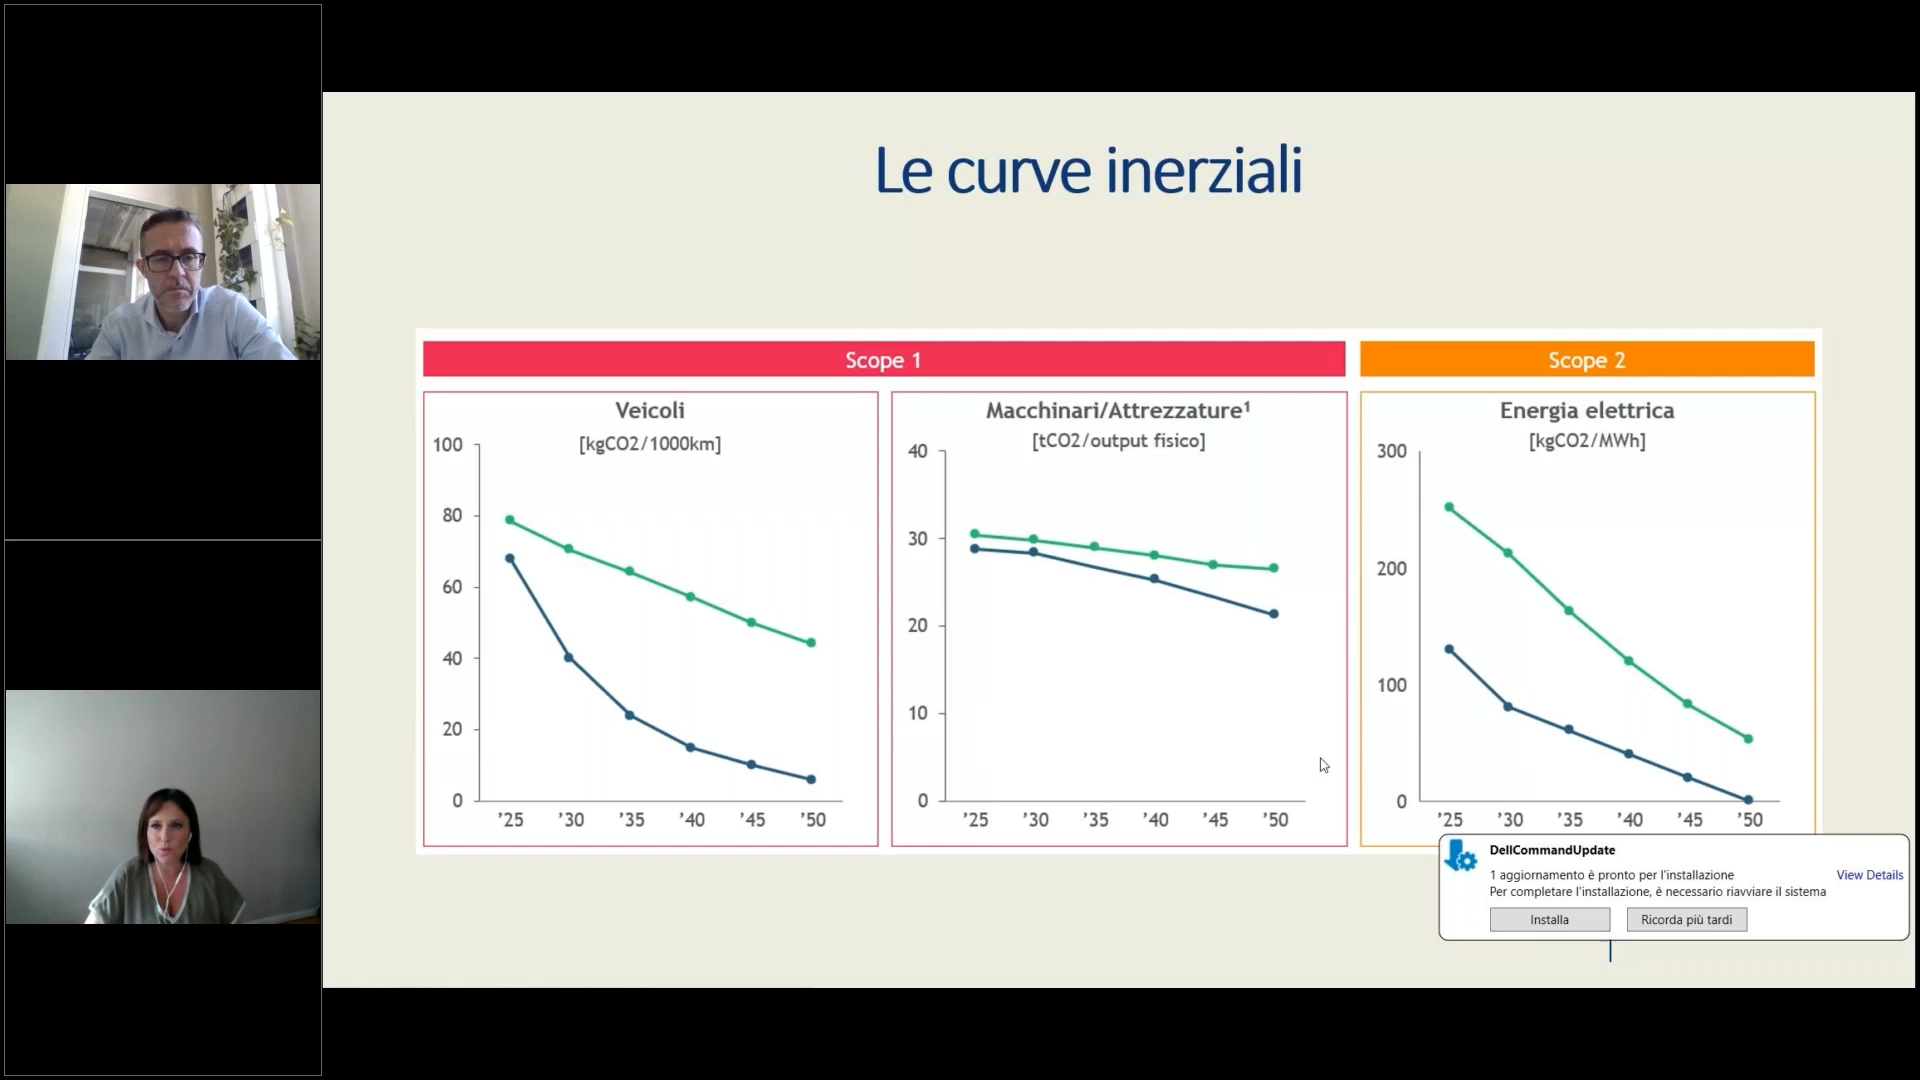 Le curve inerziali
Scope 1
Scope 2
Veicoli
[kgCO2/1000km]
100
80
60
40
20
0
’25 ’30 ’35 ’40 ’45 ’50
Macchinari/Attrezzature¹
[tCO2/output fisico]
40
30
20
10
0
’25 ’30 ’35 ’40 ’45 ’50
Energia elettrica
[kgCO2/MWh]
300
200
100
0
’25 ’30 ’35 ’40 ’45 ’50
DellCommandUpdate
1 aggiornamento è pronto per l'installazione
View Details
Per completare l'installazione, è necessario riavviare il sistema
Installa
Ricorda più tardi